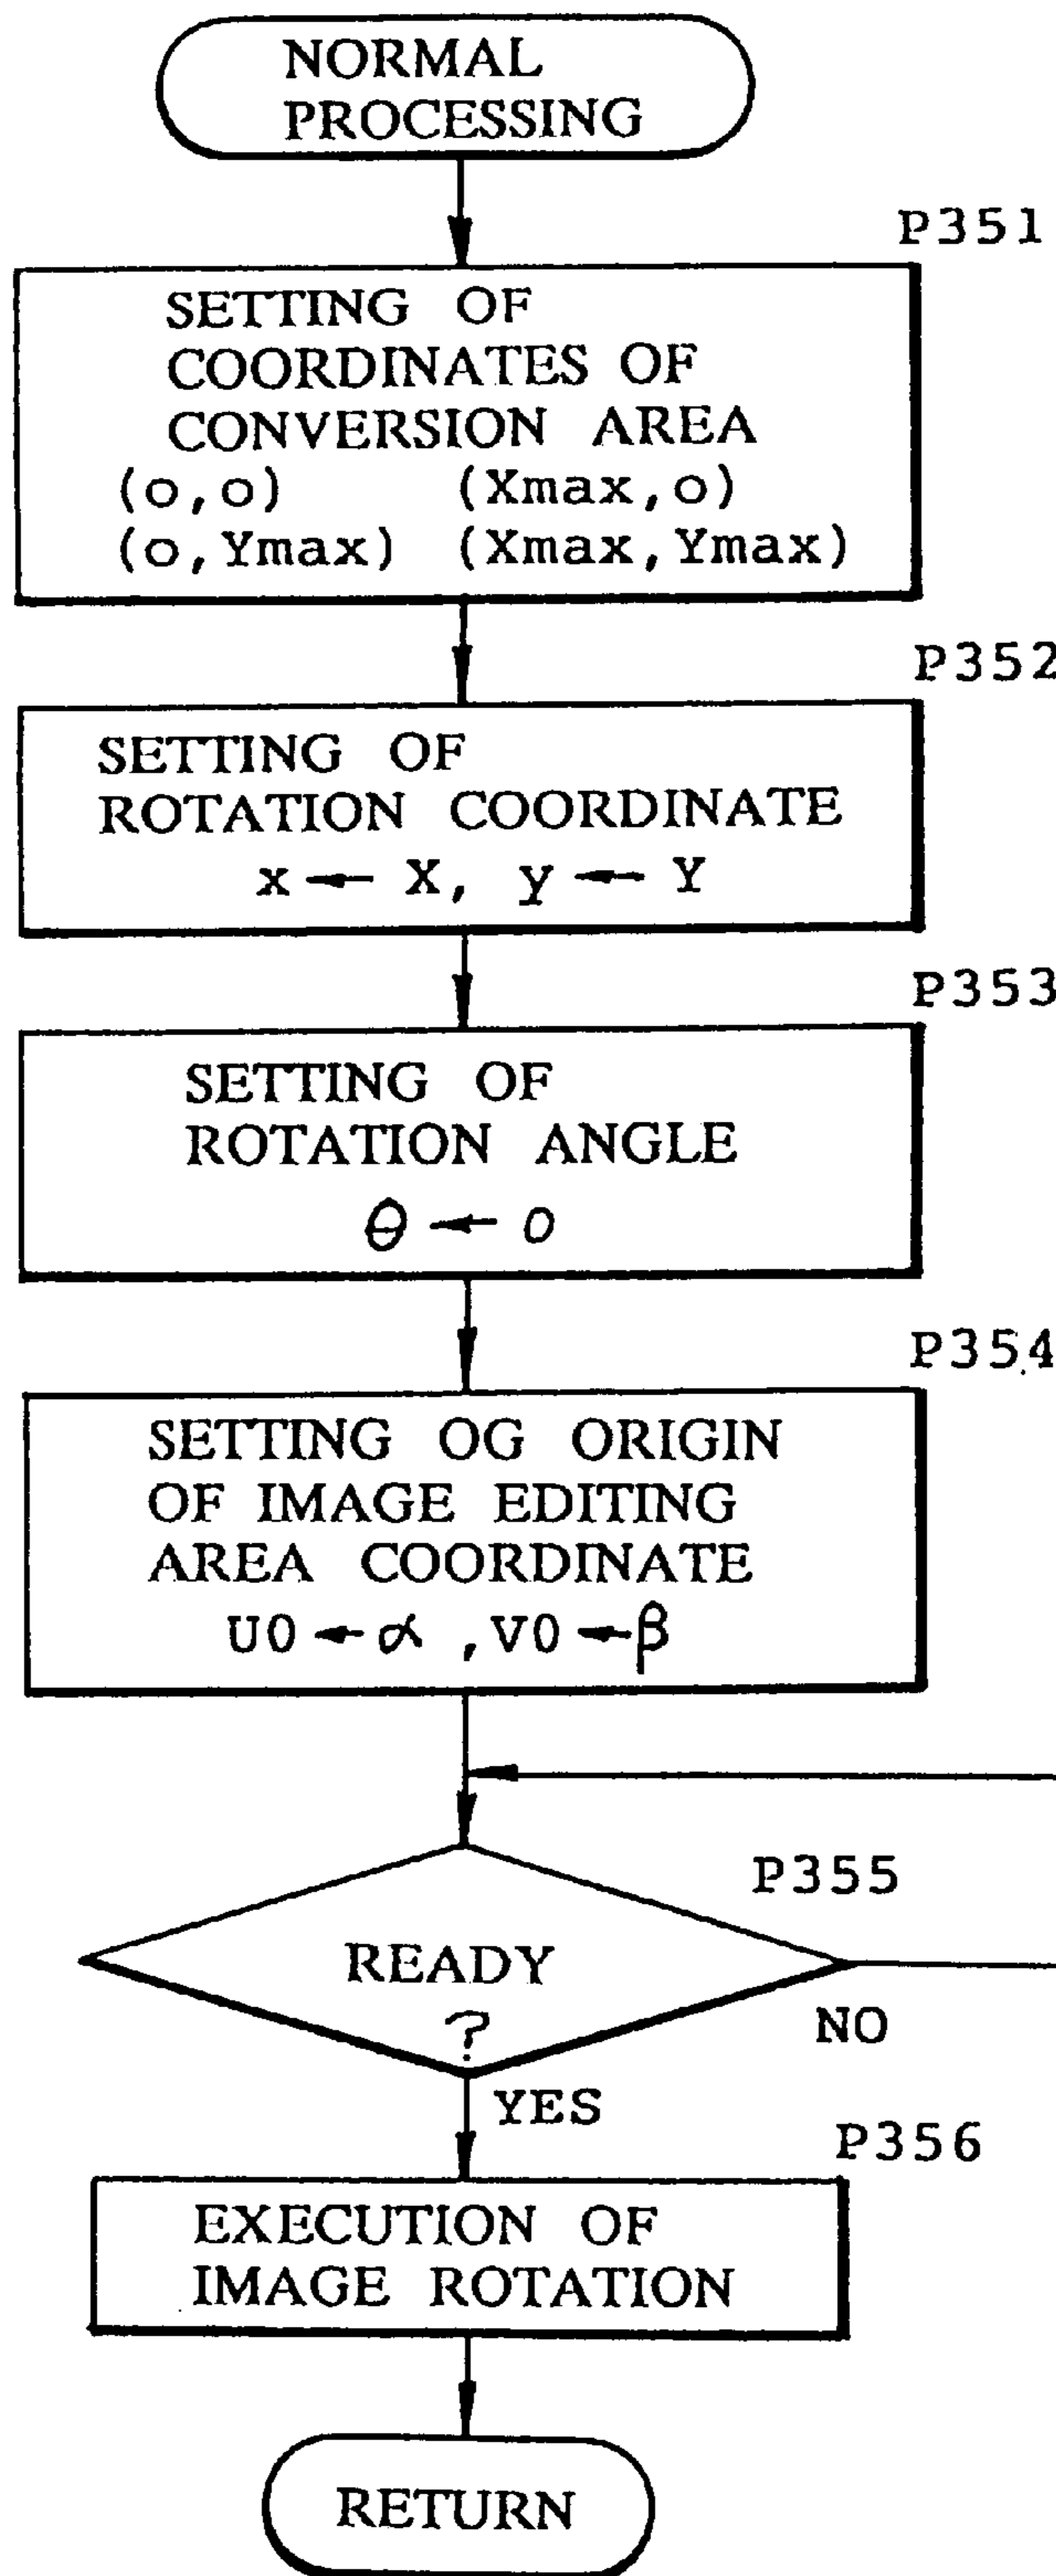 NORMAL
PROCESSING
P351
SETTING OF
COORDINATES OF
CONVERSION AREA
(o,o) (Xmax,o)
(o,Ymax) (Xmax,Ymax)
P352
SETTING OF
ROTATION COORDINATE
x ← X, y ← Y
P353
SETTING OF
ROTATION ANGLE
θ ← 0
P354
SETTING OG ORIGIN
OF IMAGE EDITING
AREA COORDINATE
U0 ← α ,V0 ← β
P355
READY
?
NO
YES
P356
EXECUTION OF
IMAGE ROTATION
RETURN